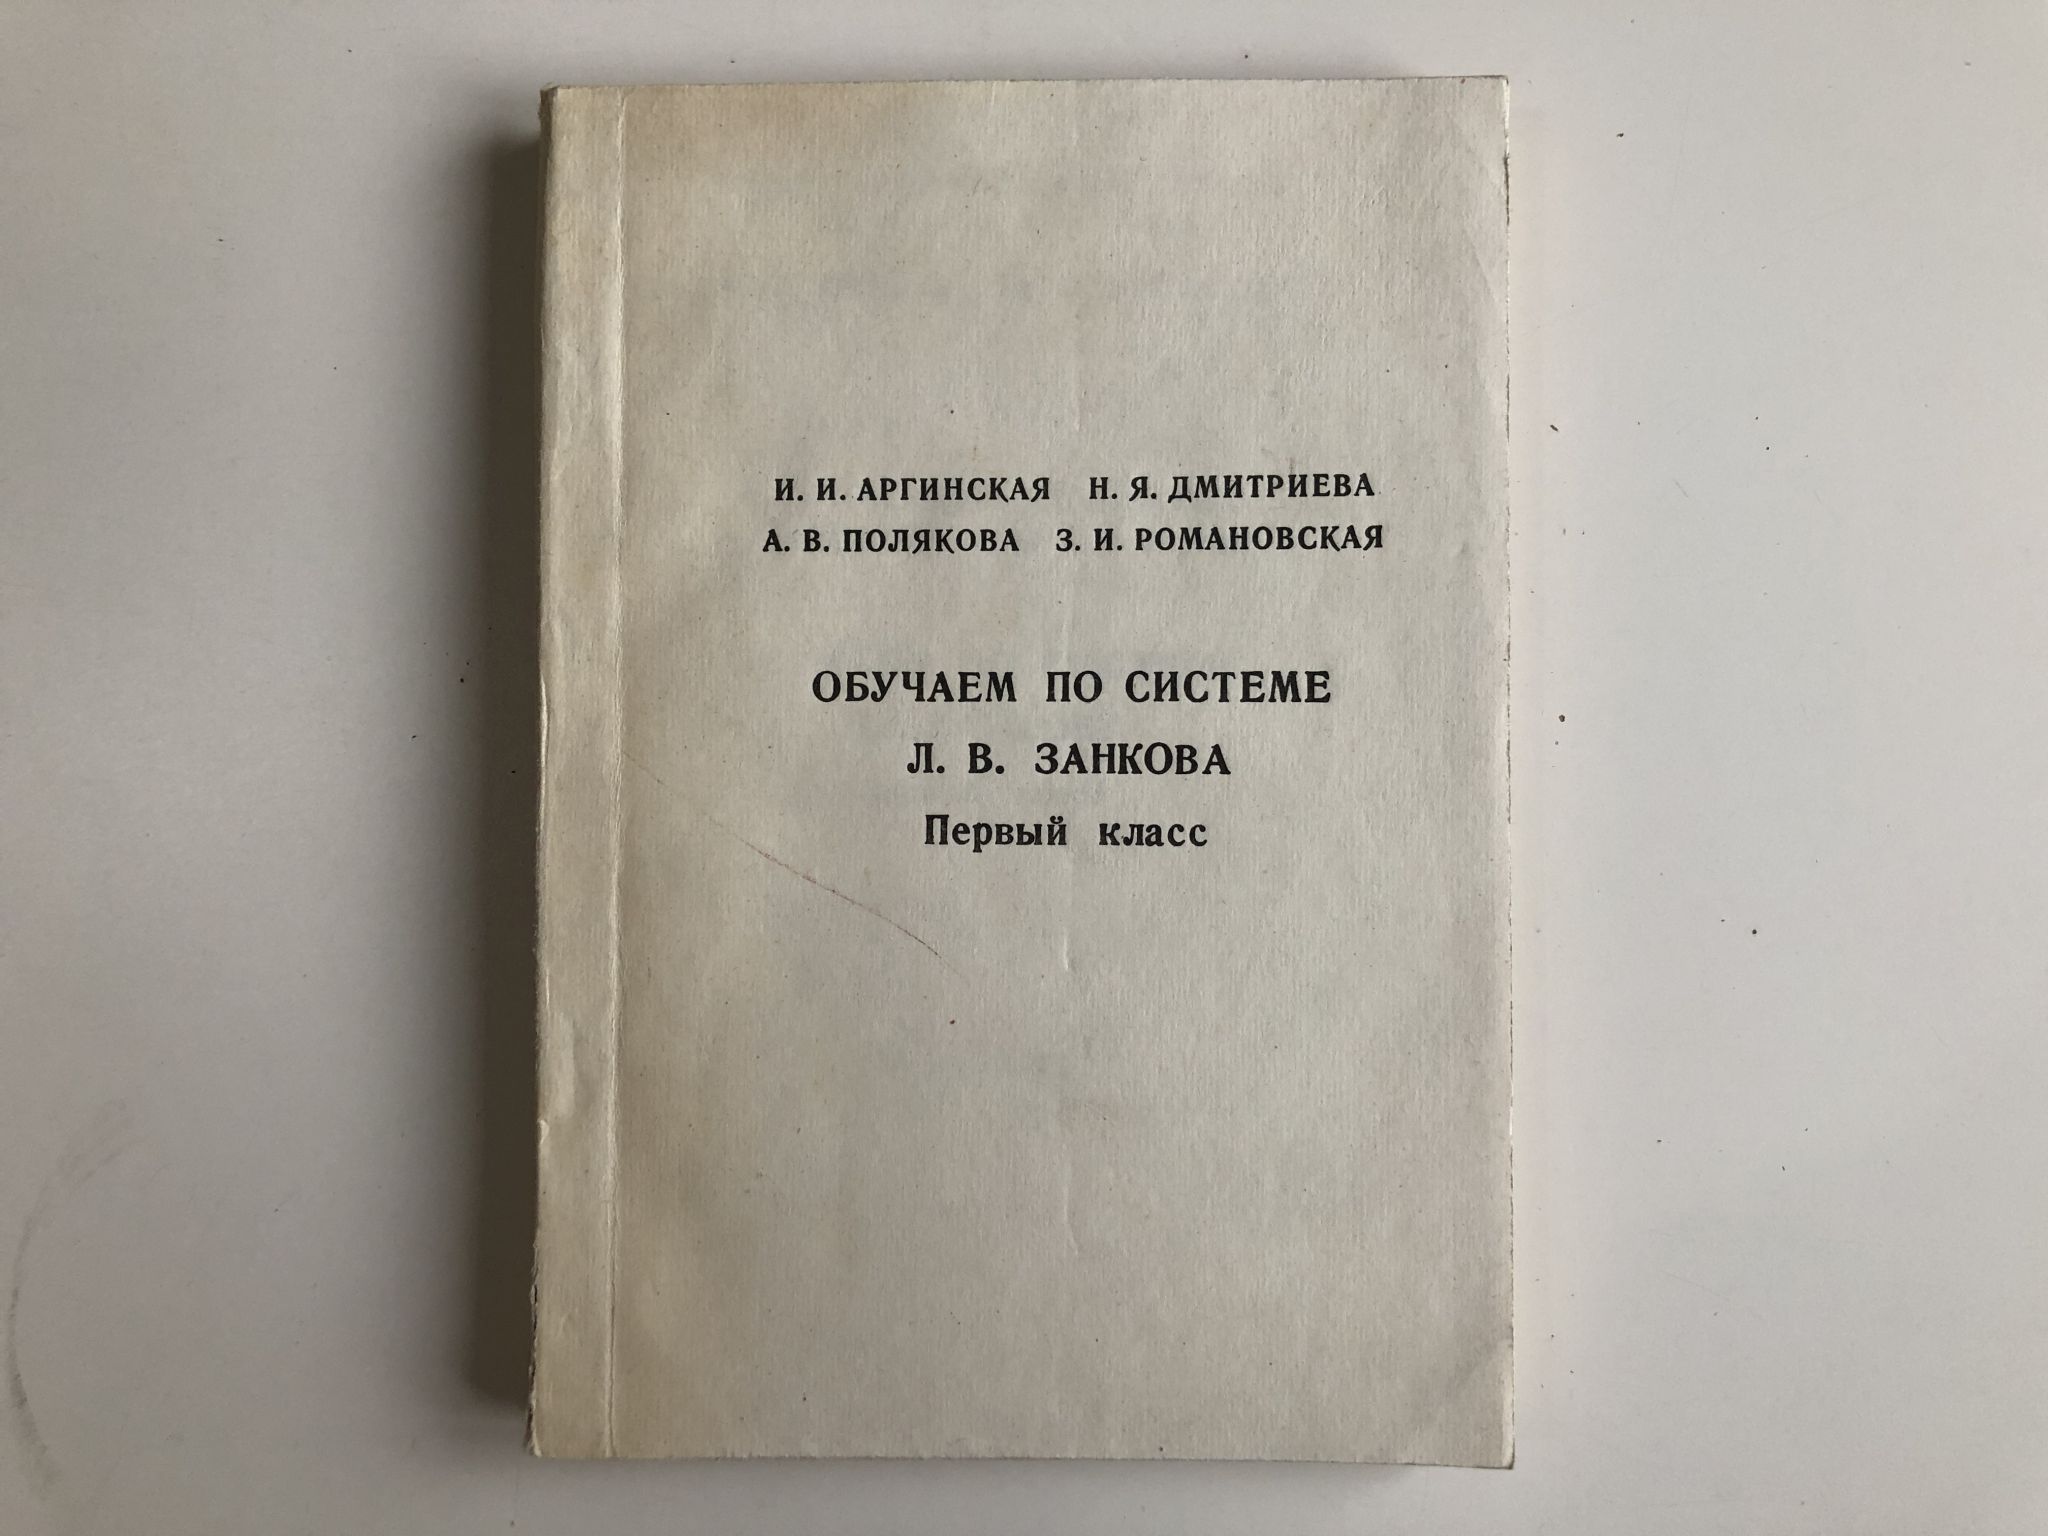 И. И. АРГИНСКАЯ Н. Я. ДМИТРИЕВА
А. В. ПОЛЯКОВА З. И. РОМАНОВСКАЯ
ОБУЧАЕМ ПО СИСТЕМЕ
Л. В. ЗАНКОВА
Первый класс